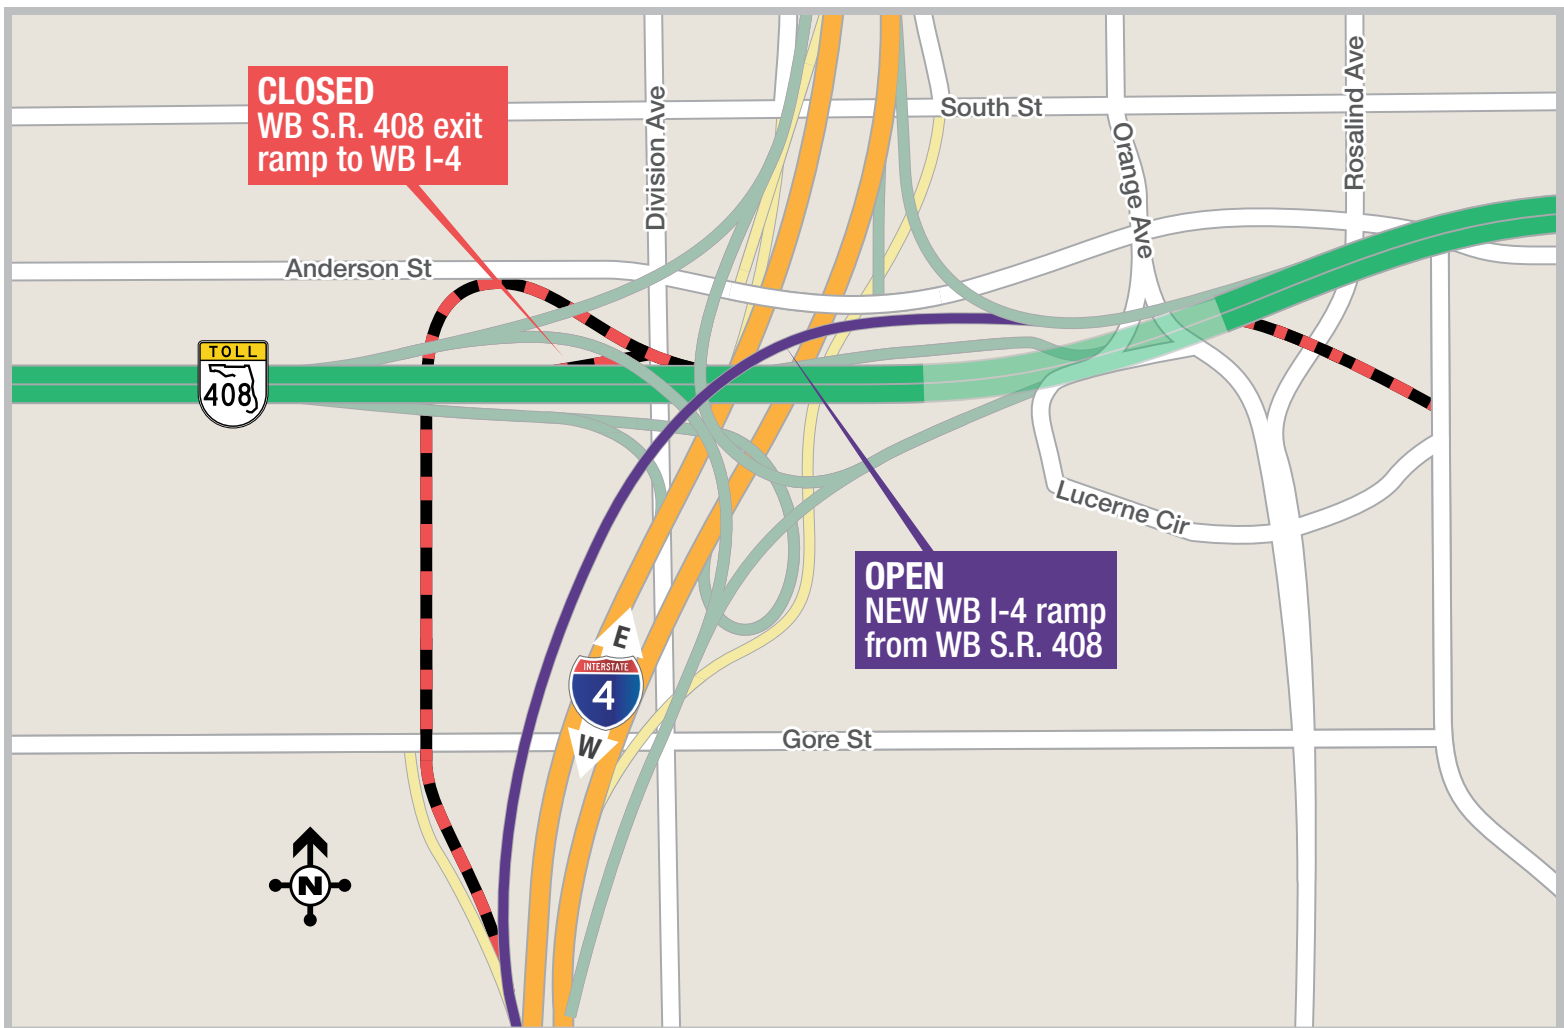 CLOSED
WB S.R. 408 exit
ramp to WB I-4
Division Ave
South St
Orange Ave
Rosalind Ave
Anderson St
TOLL
408
Lucerne Cir
OPEN
NEW WB I-4 ramp
from WB S.R. 408
E
INTERSTATE
4
W
Gore St
N